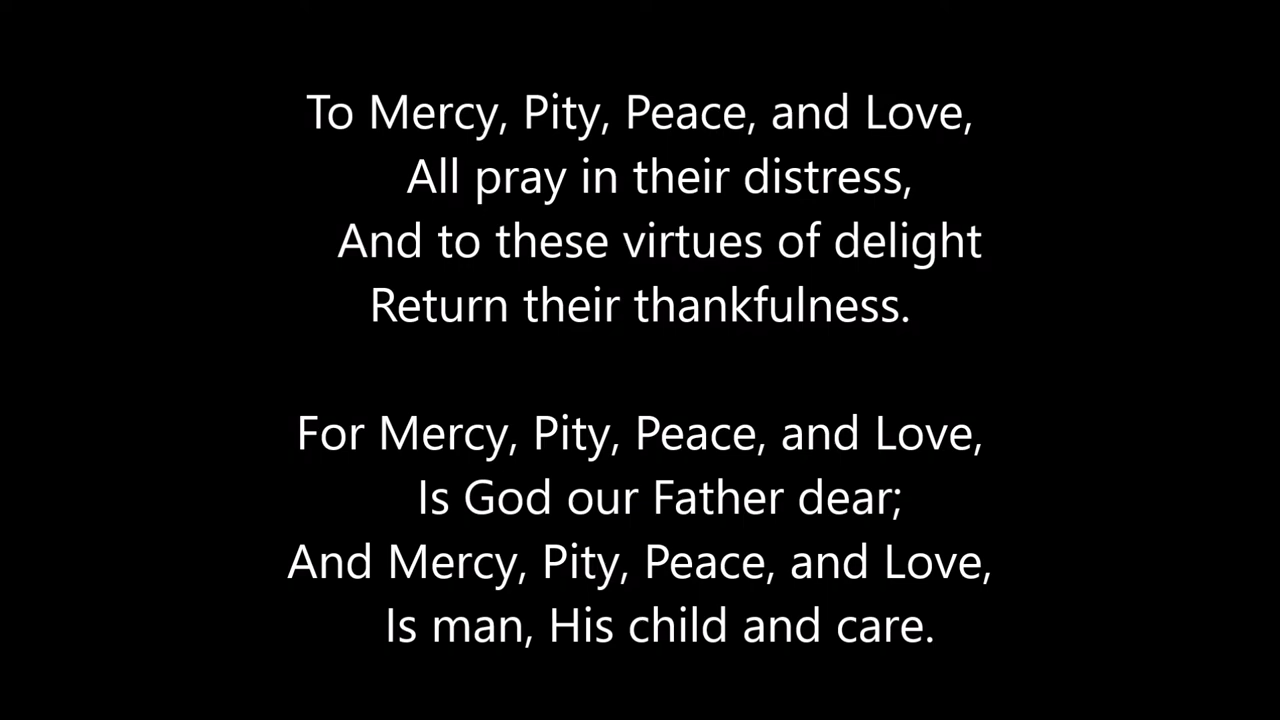 To Mercy, Pity, Peace, and Love,
All pray in their distress,
And to these virtues of delight
Return their thankfulness.
For Mercy, Pity, Peace, and Love,
Is God our Father dear;
And Mercy, Pity, Peace, and Love,
Is man, His child and care.